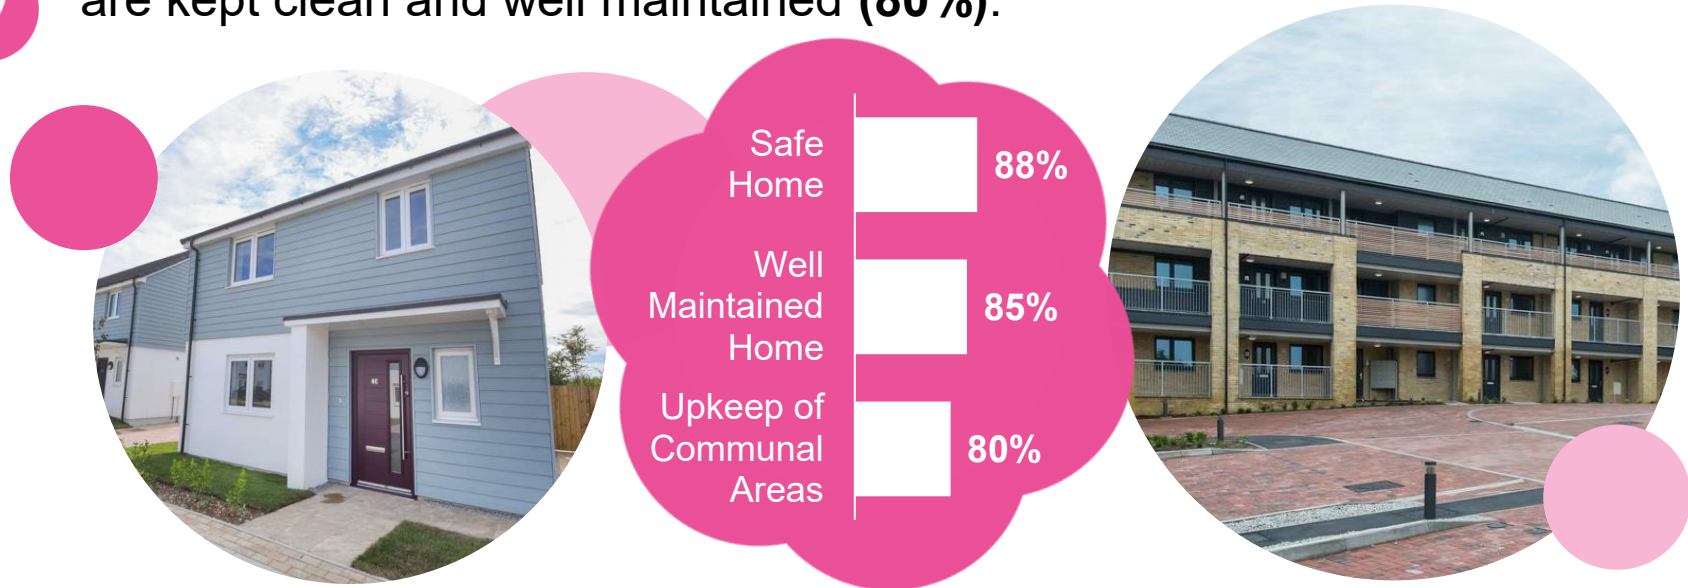 are kept clean and well maintained (80%).
Safe
Home
88%
Well
Maintained
Home
85%
Upkeep of
Communal
Areas
80%